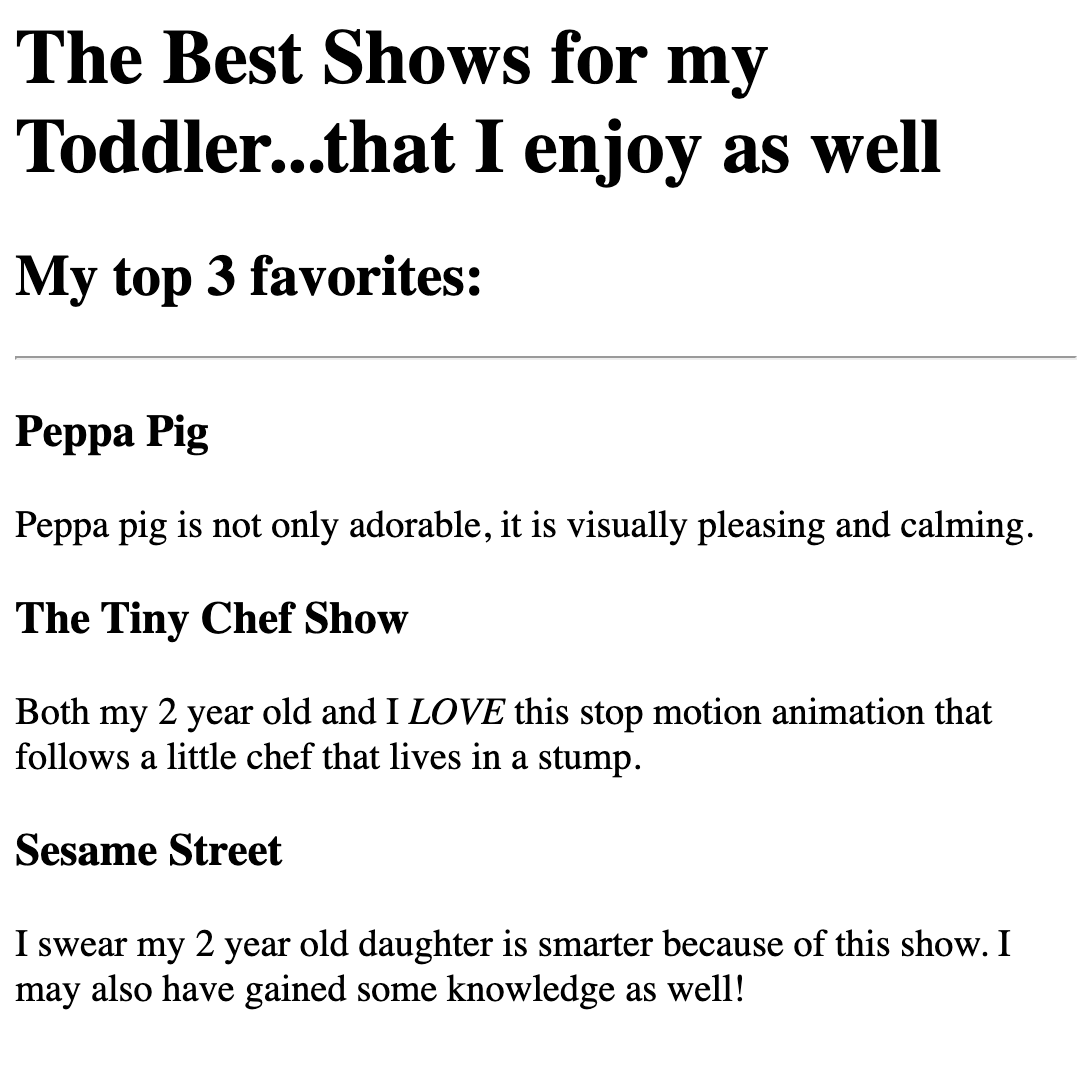 The Best Shows for my
Toddler...that I enjoy as well
My top 3 favorites:
Peppa Pig
Peppa pig is not only adorable, it is visually pleasing and calming.
The Tiny Chef Show
Both my 2 year old and I LOVE this stop motion animation that
follows a little chef that lives in a stump.
Sesame Street
I swear my 2 year old daughter is smarter because of this show. I
may also have gained some knowledge as well!